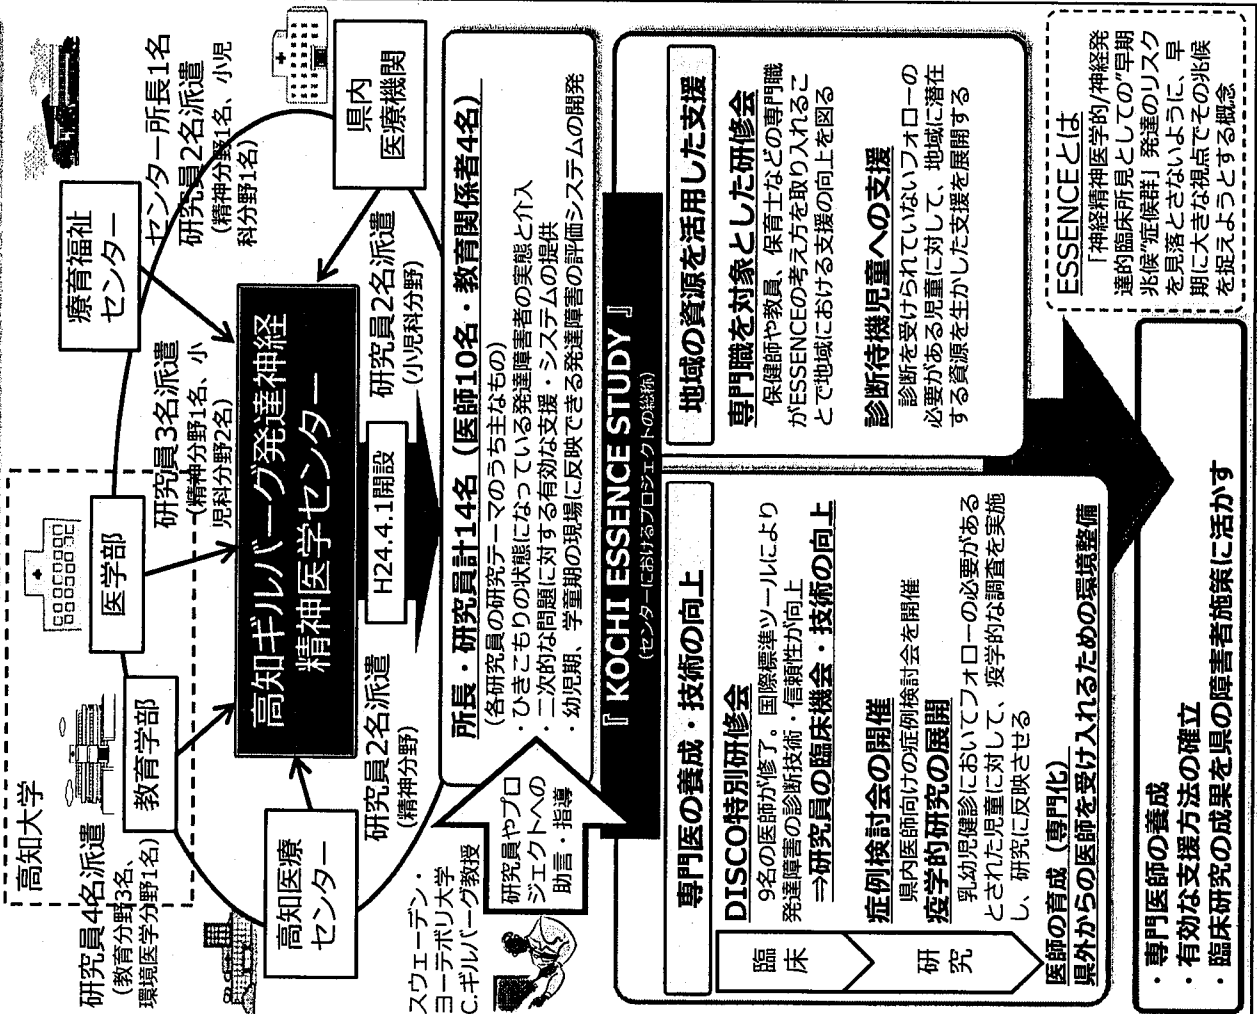 高知大学
研究員4名派遣
(教育分野3名、
環境医学分野1名)
教育学部
医学部
研究員3名派遣
(精神分野1名、小
児科分野2名)
療育福祉
センター
センター所長1名
研究員2名派遣
(精神分野1名、小児
科分野1名)
高知医療
センター
研究員2名派遣
(精神分野)
高知ギルバーグ発達神経
精神医学センター
H24.4.1開設
県内
医療機関
研究員2名派遣
(小児科分野)
スウェーデン・
ヨーテボリ大学
C.ギルバーグ教授
研究員やプロ
ジェクトへの
助言・指導
所長・研究員計14名(医師10名・教育関係者4名)
(各研究員の研究テーマのうち主なもの)
・ひきこもりの状態になっている発達障害者の実態と介入
・二次的な問題に対する有効な支援・システムの提供
・幼児期、学童期の現場に反映できる発達障害の評価システムの開発
『 KOCHI ESSENCE STUDY 』
(センターにおけるプロジェクトの総称)
専門医の養成・技術の向上
臨床
研究
DISCO特別研修会
9名の医師が修了。国際標準ツールにより
発達障害の診断技術・信頼性が向上
⇒研究員の臨床機会・技術の向上
症例検討会の開催
県内医師向けの症例検討会を開催
疫学的研究の展開
乳幼児健診においてフォローの必要がある
とされた児童に対して、疫学的な調査を実施
し、研究に反映させる
医師の育成(専門化)
県外からの医師を受け入れるための環境整備
地域の資源を活用した支援
専門職を対象とした研修会
保健師や教員、保育士などの専門職
がESSENCEの考え方を取り入れるこ
とで地域における支援の向上を図る
診断待機児童への支援
診断を受けられていないフォローの
必要がある児童に対して、地域に潜在
する資源を生かした支援を展開する
・専門医師の養成
・有効な支援方法の確立
・臨床研究の成果を県の障害者施策に活かす
ESSENCEとは
「神経精神医学的/神経発
達的臨床所見としての"早期
兆候"症候群」発達のリスク
を見落とさないように、早
期に大きな視点でその兆候
を捉えようとする概念